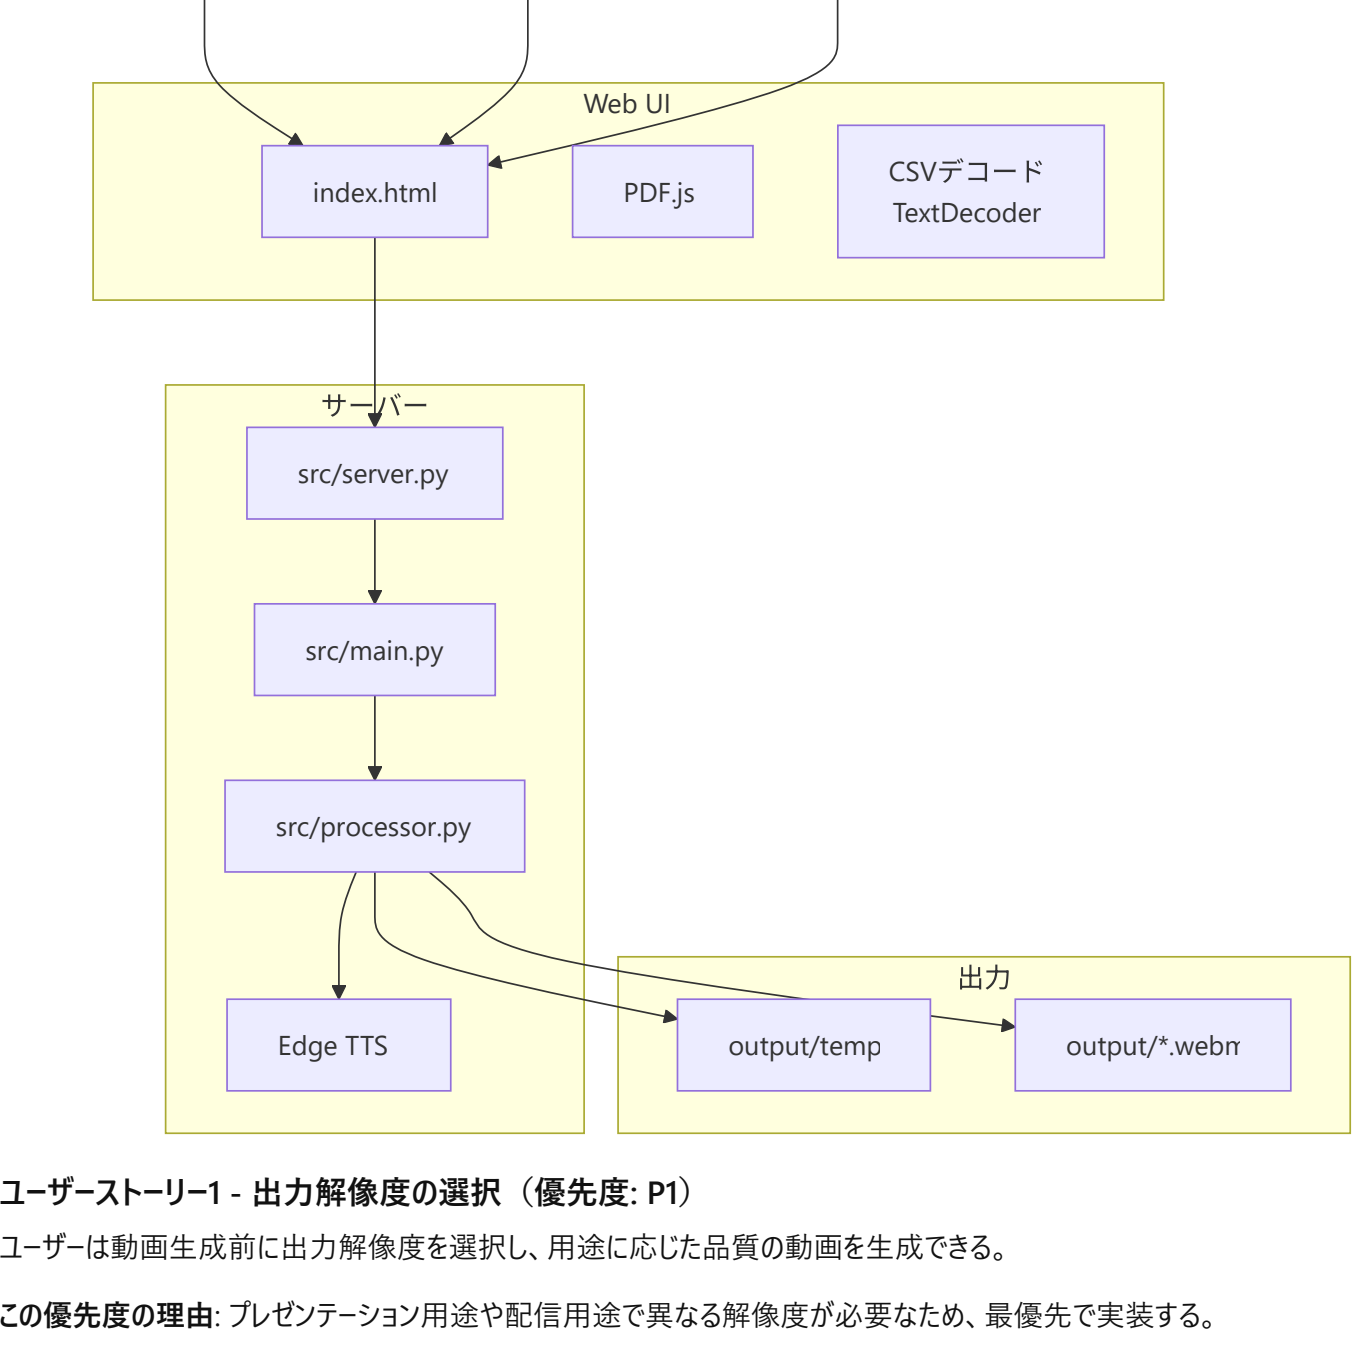 Web UI
index.html
PDF.js
CSVデコード
TextDecoder
サーバー
src/server.py
src/main.py
src/processor.py
Edge TTS
出力
output/temp
output/*.webm
ユーザーストーリー1 - 出力解像度の選択（優先度: P1）
ユーザーは動画生成前に出力解像度を選択し、用途に応じた品質の動画を生成できる。
この優先度の理由: プレゼンテーション用途や配信用途で異なる解像度が必要なため、最優先で実装する。